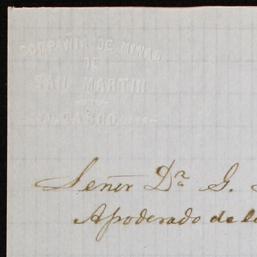 COMPAÑIA DE MINAS
DE
SAN MARTIN
Señor Dn. G.
Apoderado de la